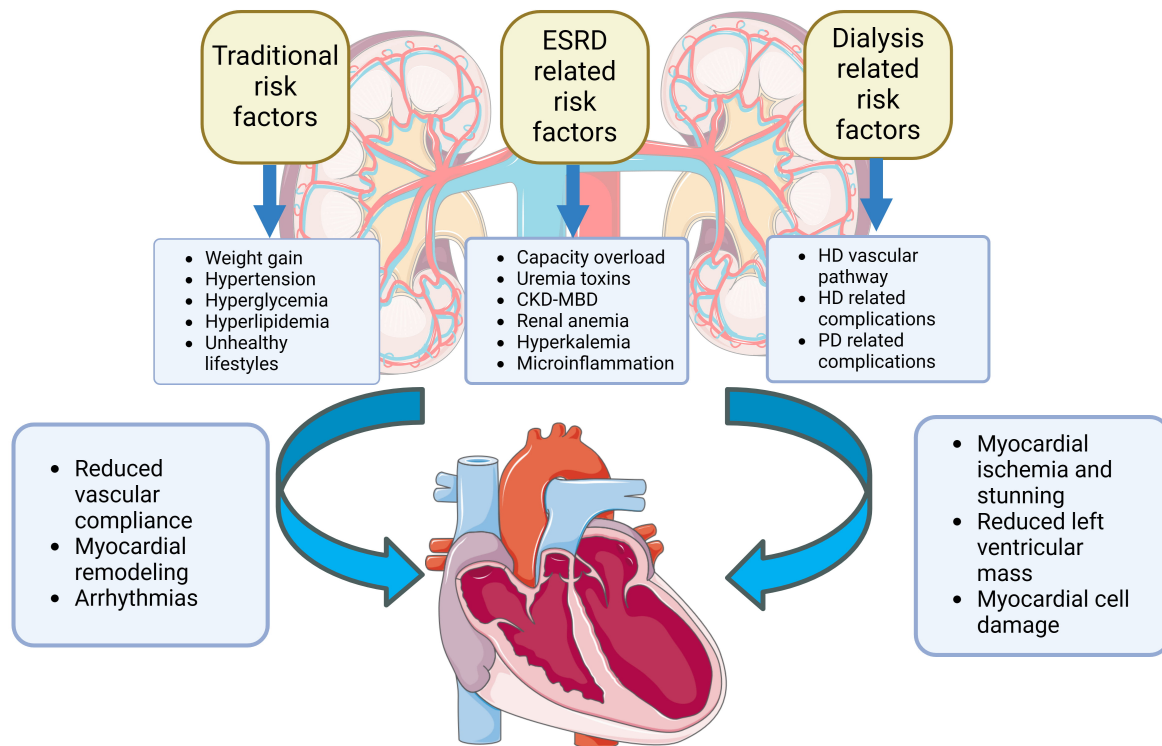 Traditional
risk
factors
ESRD
related
risk
factors
Dialysis
related
risk
factors
• Weight gain
• Hypertension
• Hyperglycemia
• Hyperlipidemia
• Unhealthy
lifestyles
• Capacity overload
• Uremia toxins
• CKD-MBD
• Renal anemia
• Hyperkalemia
• Microinflammation
• HD vascular
pathway
• HD related
complications
• PD related
complications
• Reduced
vascular
compliance
• Myocardial
remodeling
• Arrhythmias
• Myocardial
ischemia and
stunning
• Reduced left
ventricular
mass
• Myocardial cell
damage